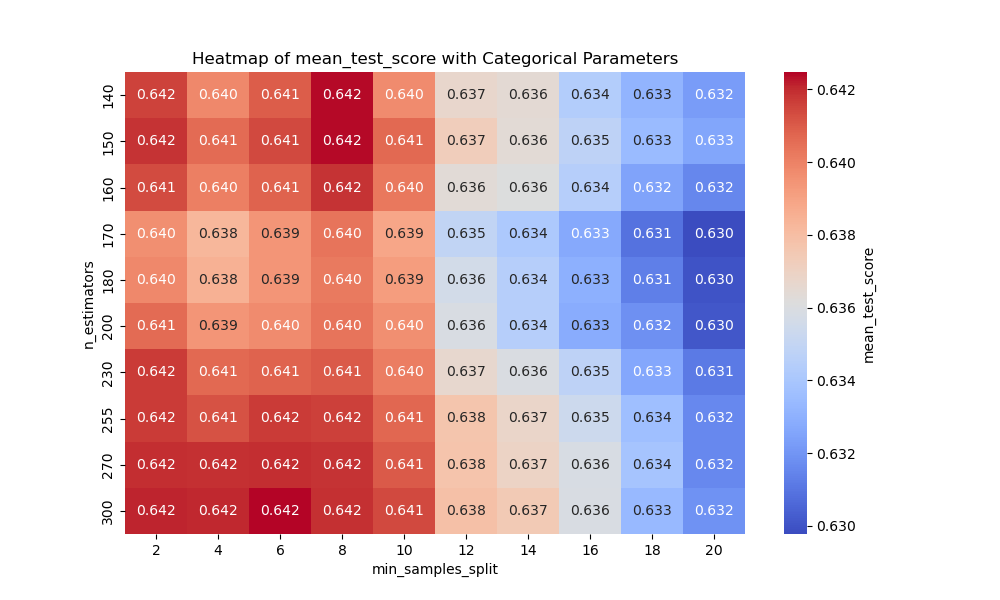 Heatmap of mean_test_score with Categorical Parameters
n_estimators
140 0.642 0.640 0.641 0.642 0.640 0.637 0.636 0.634 0.633 0.632
150 0.642 0.641 0.641 0.642 0.641 0.637 0.636 0.635 0.633 0.633
160 0.641 0.640 0.641 0.642 0.640 0.636 0.636 0.634 0.632 0.632
170 0.640 0.638 0.639 0.640 0.639 0.635 0.634 0.633 0.631 0.630
180 0.640 0.638 0.639 0.640 0.639 0.636 0.634 0.633 0.631 0.630
200 0.641 0.639 0.640 0.640 0.640 0.636 0.634 0.633 0.632 0.630
230 0.642 0.641 0.641 0.641 0.640 0.637 0.636 0.635 0.633 0.631
255 0.642 0.641 0.642 0.642 0.641 0.638 0.637 0.635 0.634 0.632
270 0.642 0.642 0.642 0.642 0.641 0.638 0.637 0.636 0.634 0.632
300 0.642 0.642 0.642 0.642 0.641 0.638 0.637 0.636 0.633 0.632
2 4 6 8 10 12 14 16 18 20
min_samples_split
0.642
0.640
0.638
0.636
0.634
0.632
0.630
mean_test_score